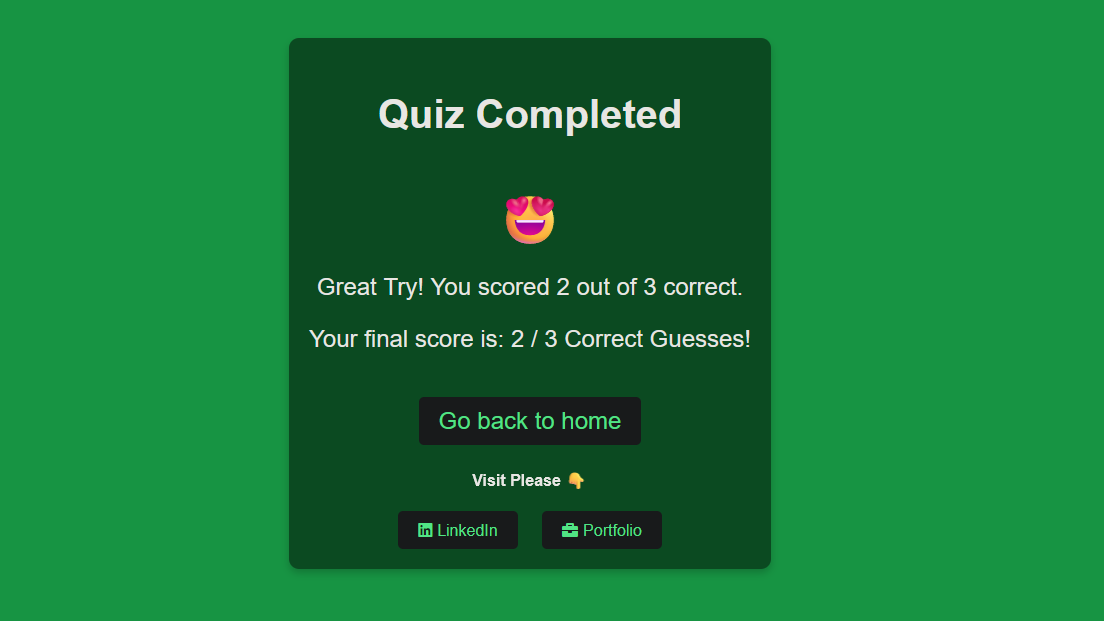 Quiz Completed
Great Try! You scored 2 out of 3 correct.
Your final score is: 2 / 3 Correct Guesses!
Go back to home
Visit Please 👇
LinkedIn
Portfolio